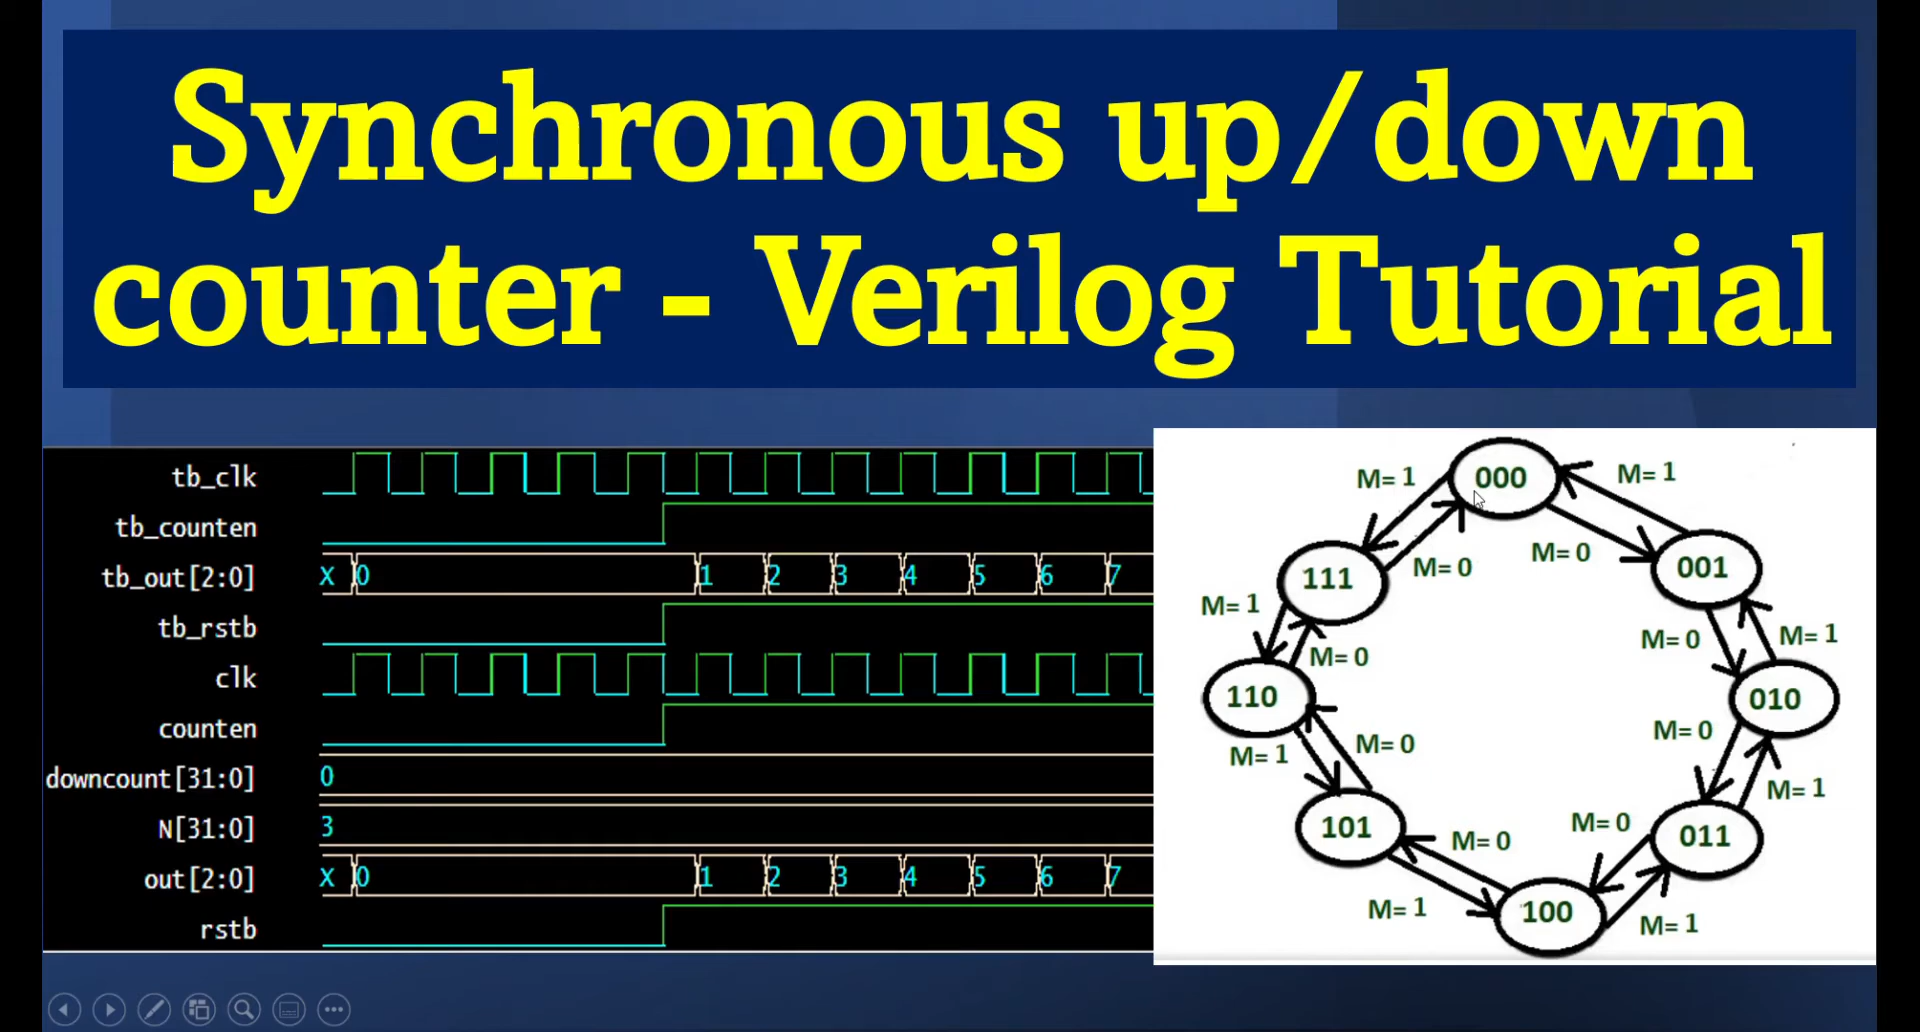 Synchronous up/down
counter - Verilog Tutorial
tb_clk
tb_counten
tb_out[2:0] X 0 1 2 3 4 5 6 7
tb_rstb
clk
counten
downcount[31:0] 0
N[31:0] 3
out[2:0] X 0 1 2 3 4 5 6 7
rstb
M= 1 000 M= 1
111 M= 0 M= 0 001
M= 1 M= 0 M= 0 M= 1
110 010
M= 1 M= 0 M= 0 M= 1
101 M= 0 M= 0 011
M= 1 100 M= 1